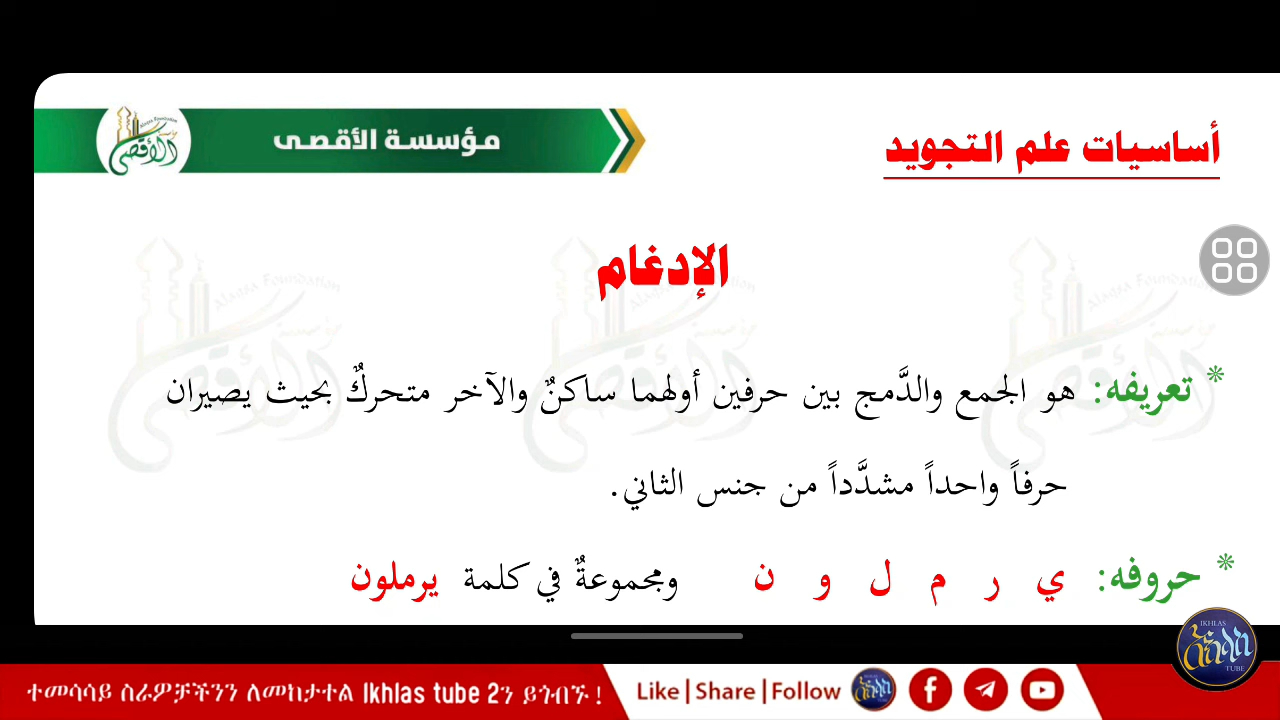 أساسيات علم التجويد
مؤسسة الأقصى
الإدغام
* تعريفه: هو الجمع والدَّمج بين حرفين أولهما ساكنٌ والآخر متحركٌ بحيث يصيران
حرفاً واحداً مشدَّداً من جنس الثاني.
* حروفه: ي ر م ل و ن ومجموعةٌ في كلمة يرملون
IKHLAS
ኢኽላስ
TUBE
ተመሳሳይ ስራዎቻችንን ለመከታተል Ikhlas tube 2ን ይጎብኙ !
Like | Share | Follow